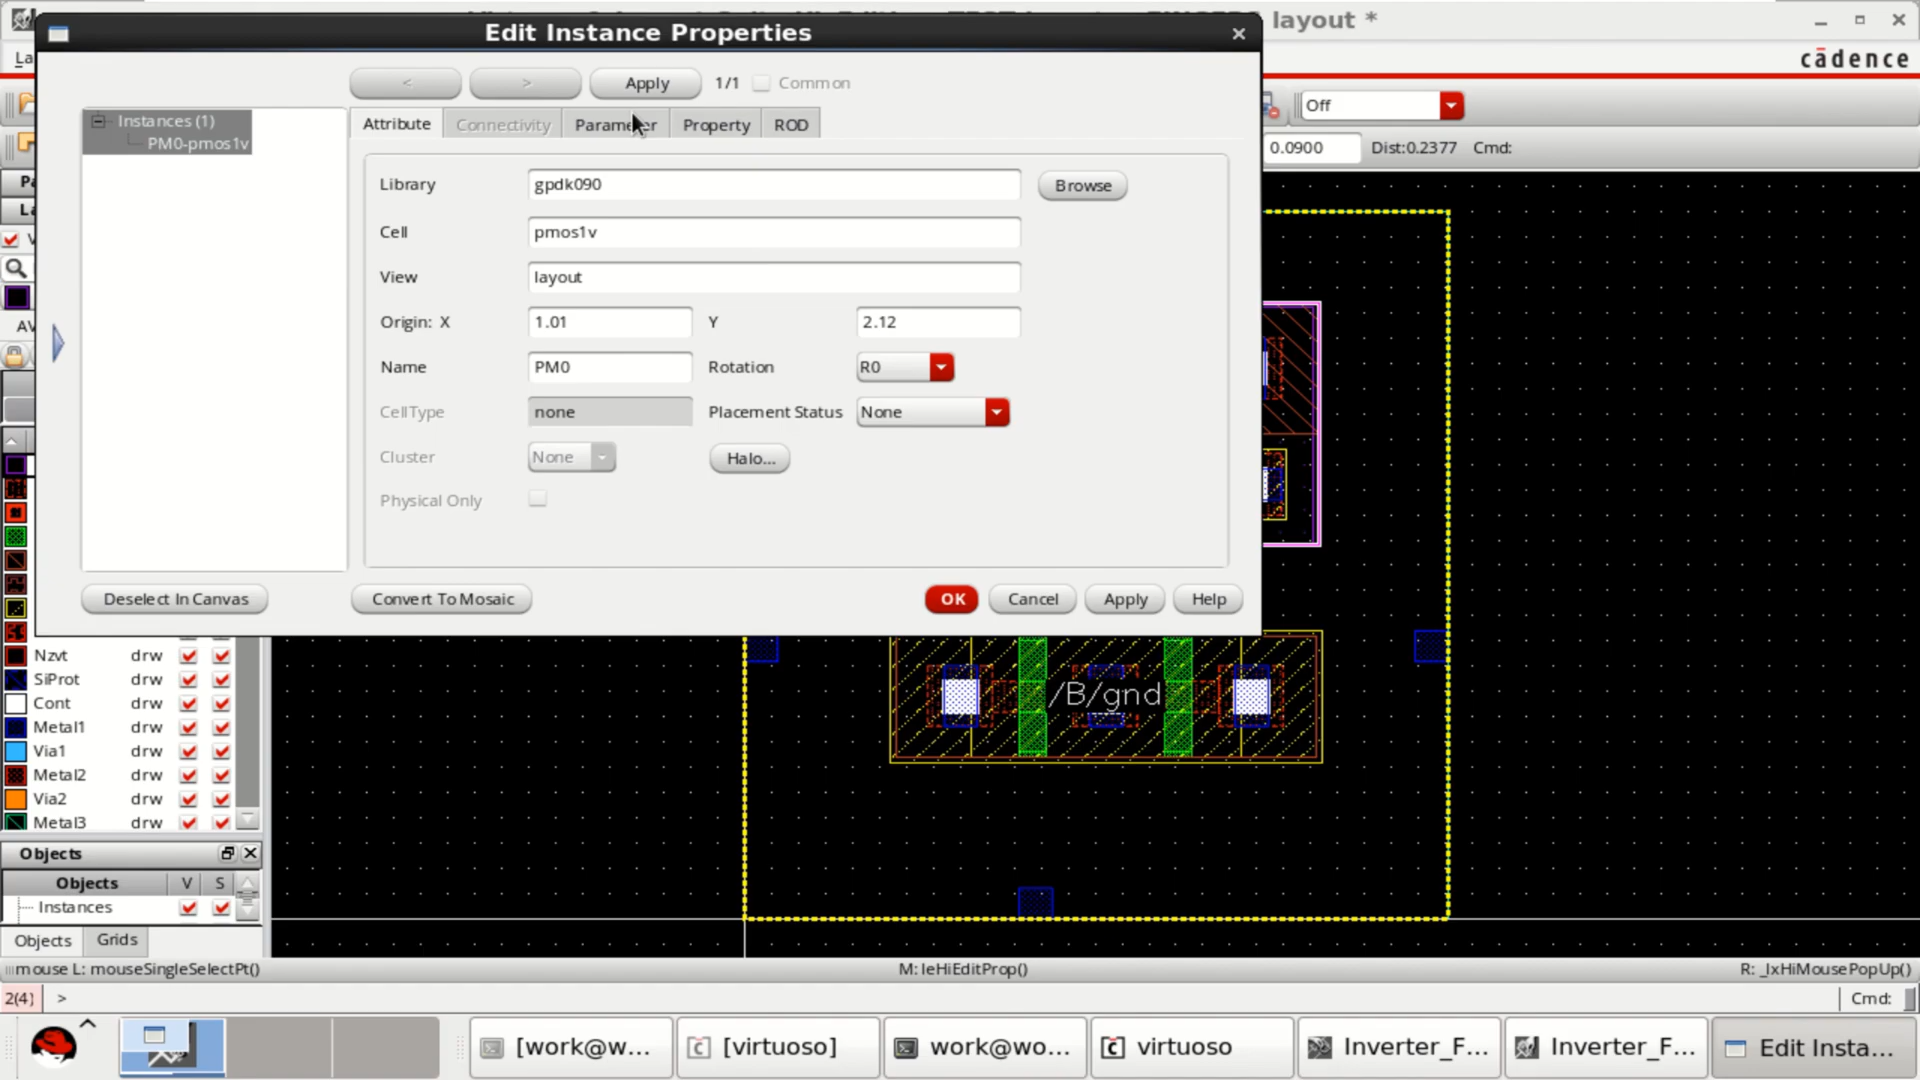 layout *
Edit Instance Properties
La
cādence
<
>
Apply
1/1
Common
Off
Instances (1)
PM0-pmos1v
Attribute
Connectivity
Parameter
Property
ROD
0.0900
Dist:0.2377
Cmd:
Library
gpdk090
Browse
Cell
pmos1v
View
layout
Origin: X
1.01
Y
2.12
Name
PM0
Rotation
R0
CellType
none
Placement Status
None
Cluster
None
Halo...
Physical Only
Deselect In Canvas
Convert To Mosaic
OK
Cancel
Apply
Help
Pa
La
V
AV
Nzvt drw
SiProt drw
Cont drw
Metal1 drw
Via1 drw
Metal2 drw
Via2 drw
Metal3 drw
/B/gnd
Objects
Objects V S
Instances
Objects Grids
mouse L: mouseSingleSelectPt()
M: leHiEditProp()
R: _lxHiMousePopUp()
2(4) >
Cmd:
[work@w...
[virtuoso]
work@wo...
virtuoso
Inverter_F...
Inverter_F...
Edit Insta...